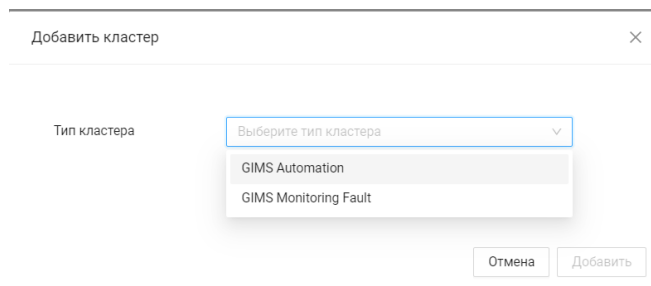 Добавить кластер
Тип кластера
Выберите тип кластера
GIMS Automation
GIMS Monitoring Fault
Отмена
Добавить